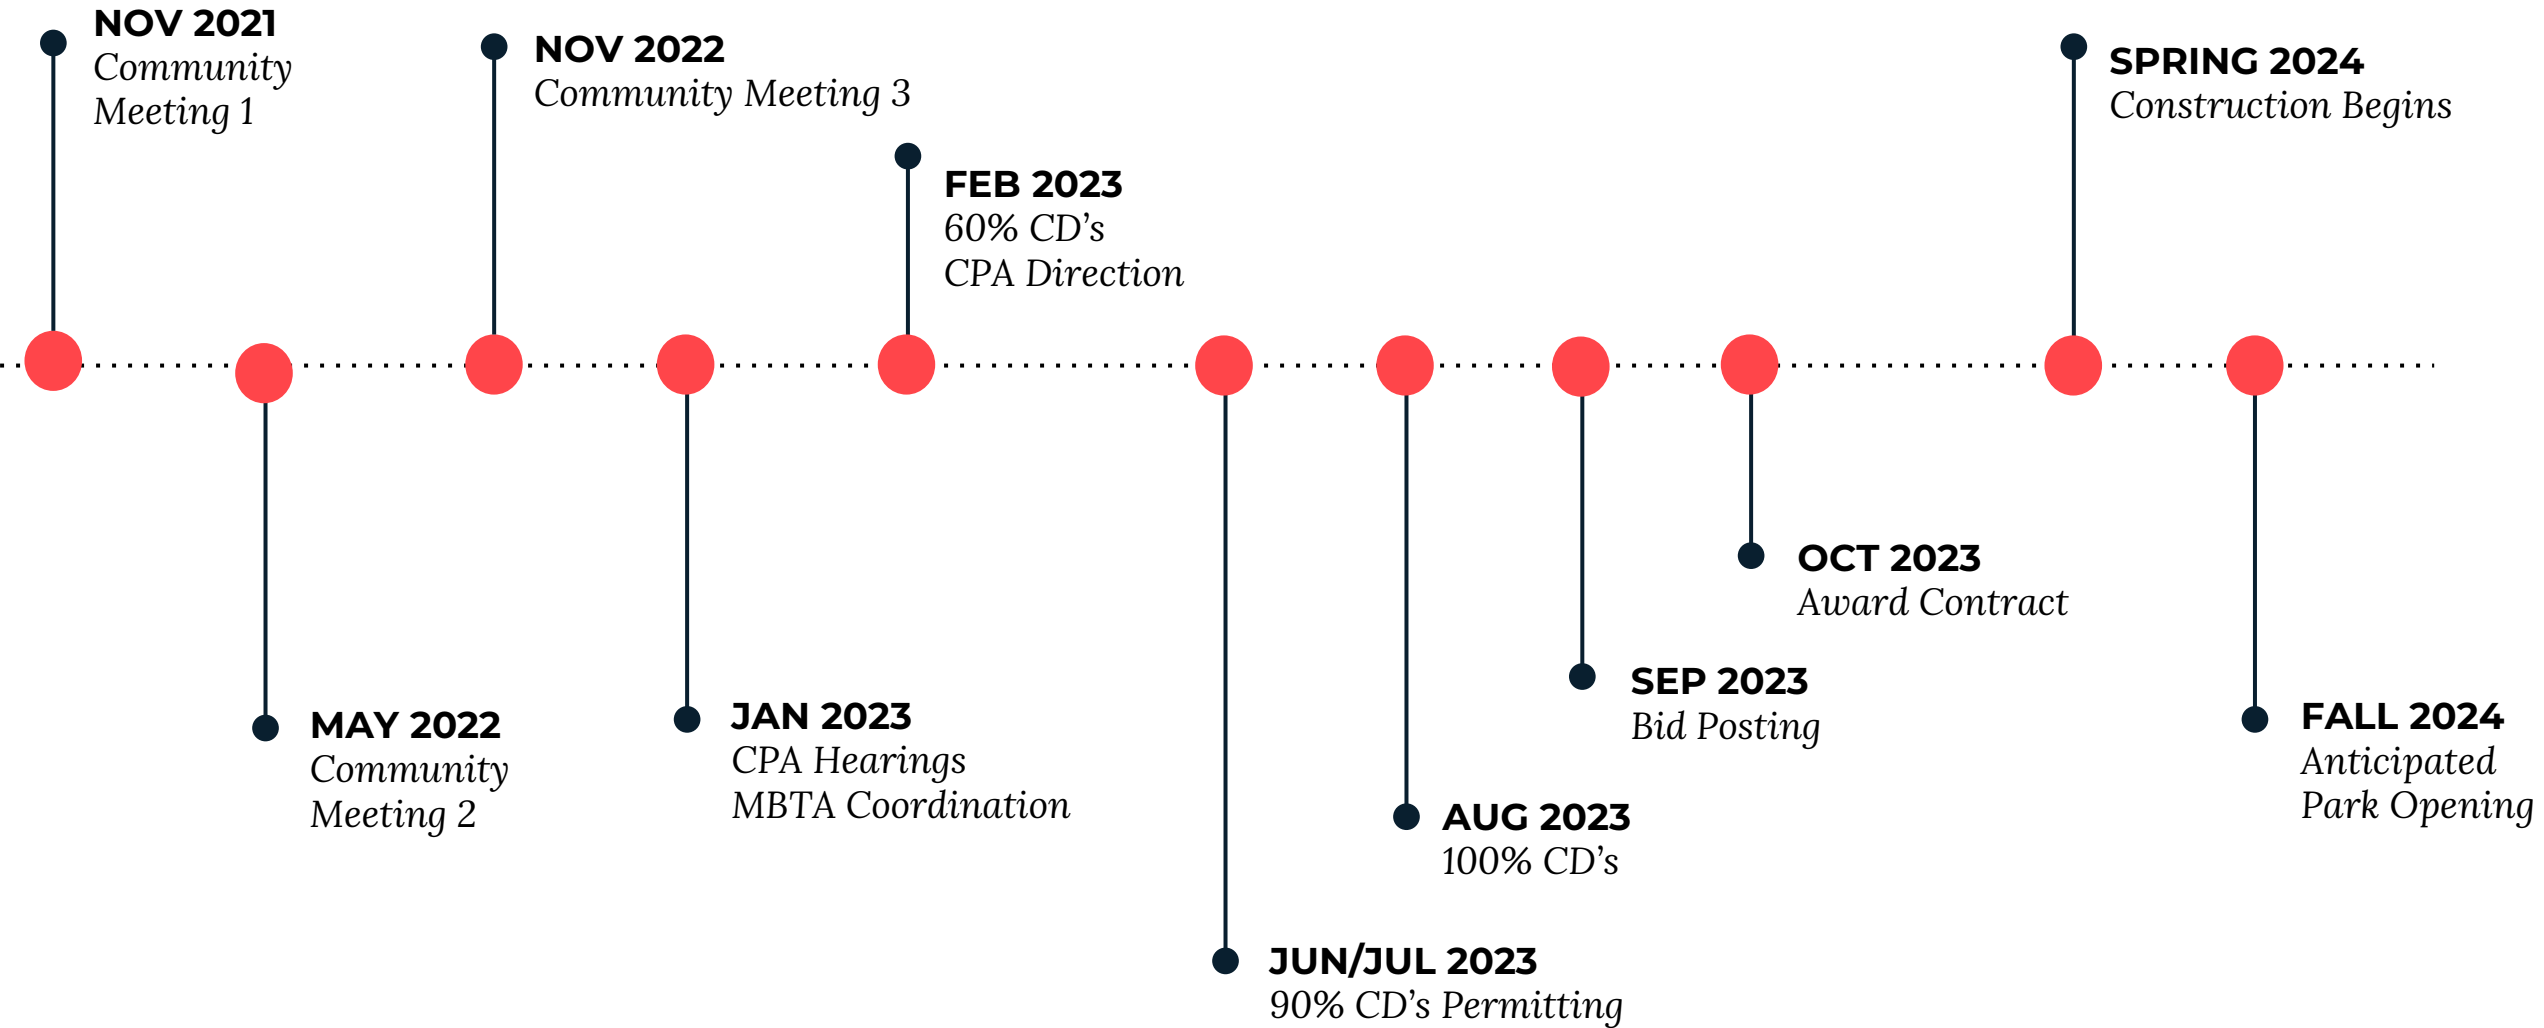 NOV 2021
Community
Meeting 1
MAY 2022
Community
Meeting 2
NOV 2022
Community Meeting 3
JAN 2023
CPA Hearings
MBTA Coordination
FEB 2023
60% CD’s
CPA Direction
JUN/JUL 2023
90% CD’s Permitting
AUG 2023
100% CD’s
SEP 2023
Bid Posting
OCT 2023
Award Contract
SPRING 2024
Construction Begins
FALL 2024
Anticipated
Park Opening